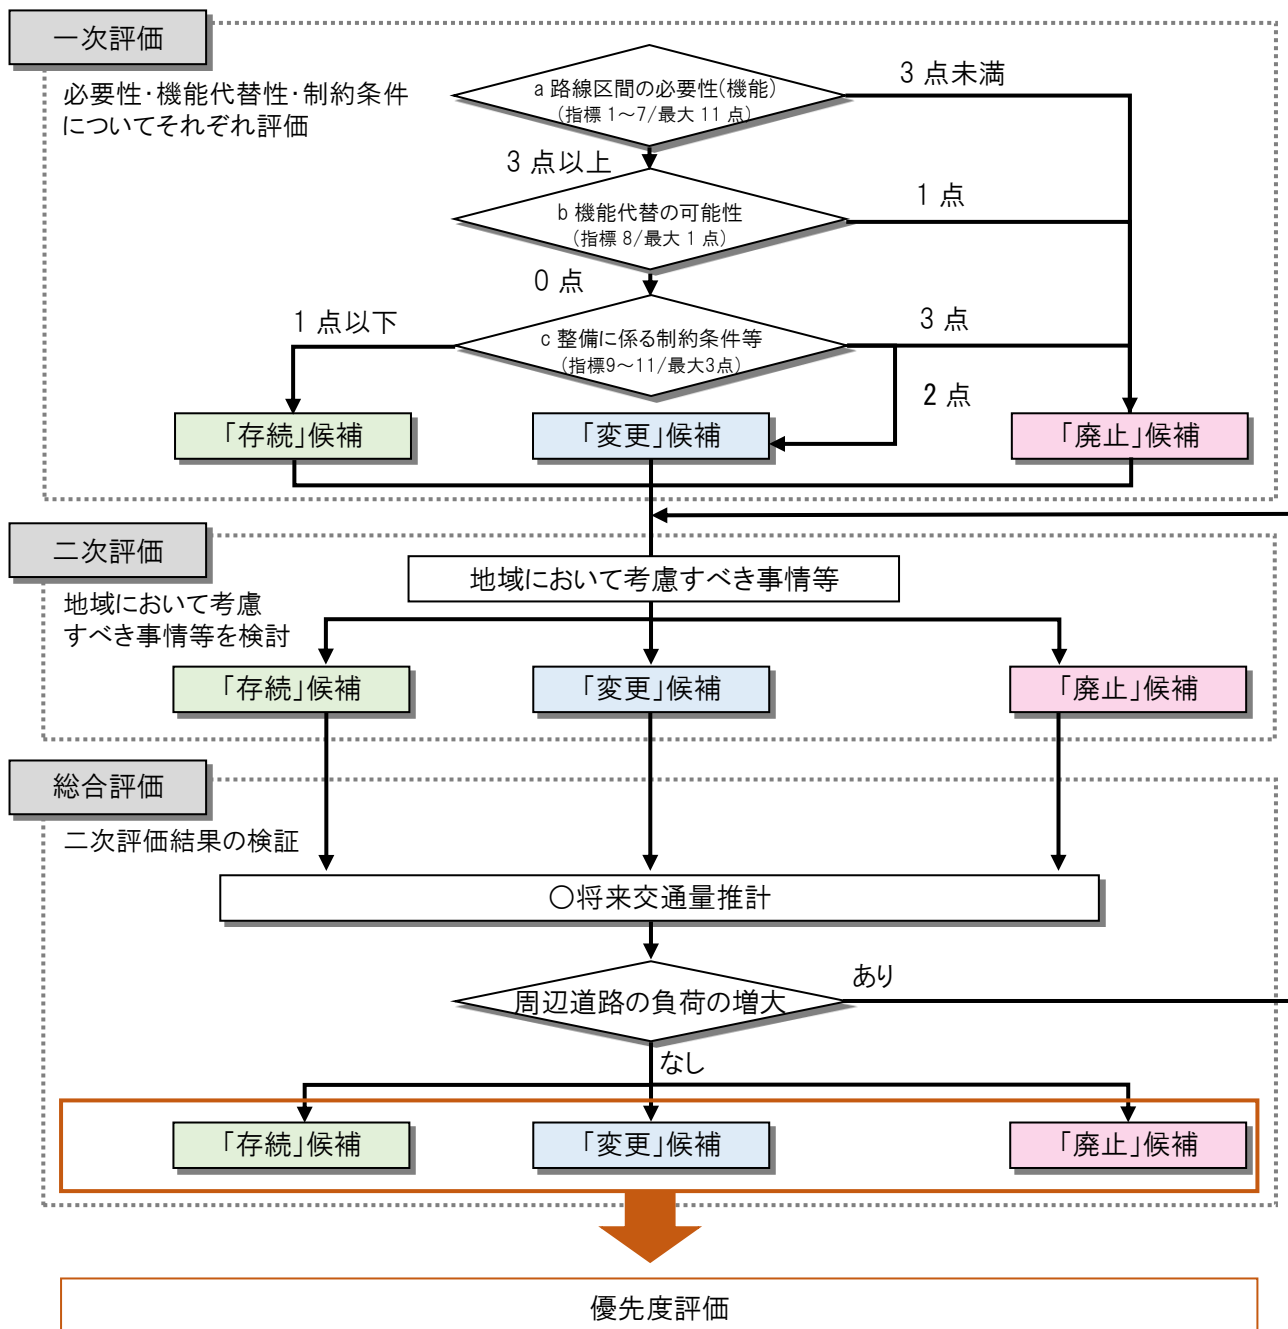 一次評価
必要性・機能代替性・制約条件
についてそれぞれ評価
a 路線区間の必要性(機能)
(指標 1～7/最大 11 点)
3 点未満
3 点以上
b 機能代替の可能性
(指標 8/最大 1 点)
1 点
0 点
c 整備に係る制約条件等
(指標9～11/最大3点)
1 点以下
3 点
2 点
「存続」候補
「変更」候補
「廃止」候補
二次評価
地域において考慮
すべき事情等を検討
地域において考慮すべき事情等
「存続」候補
「変更」候補
「廃止」候補
総合評価
二次評価結果の検証
○将来交通量推計
周辺道路の負荷の増大
あり
なし
「存続」候補
「変更」候補
「廃止」候補
優先度評価